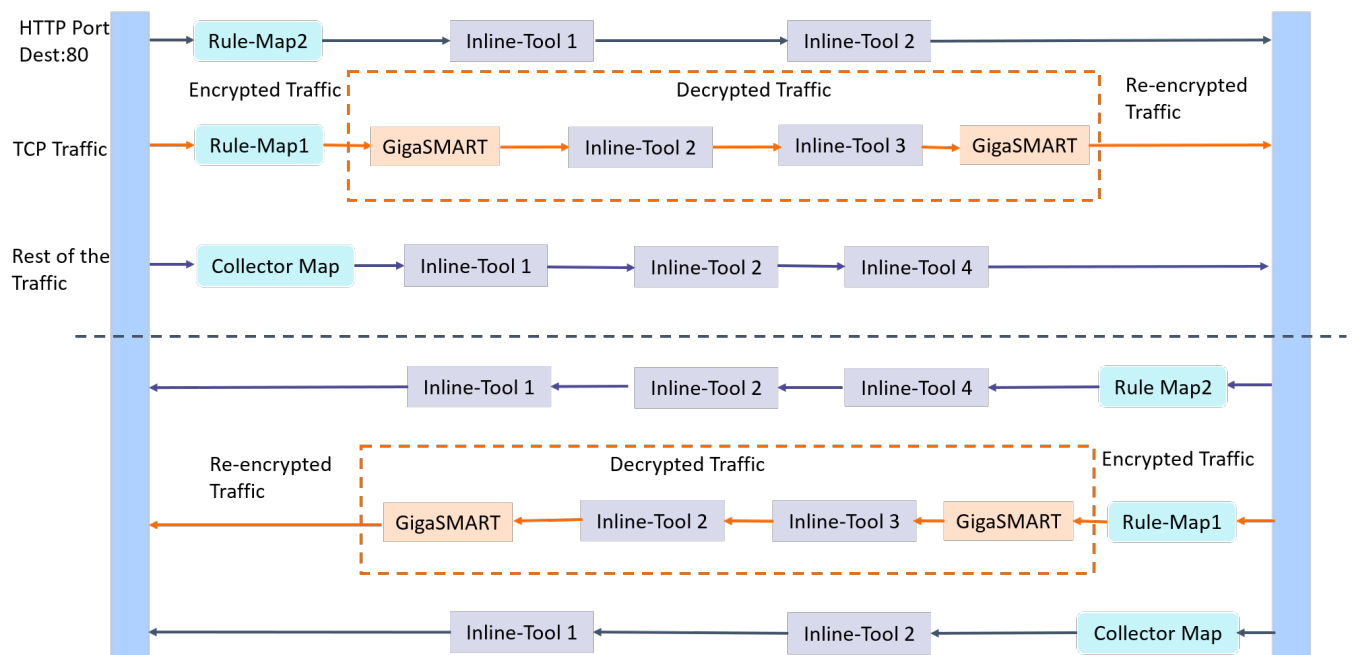 HTTP Port
Dest:80
Rule-Map2
Inline-Tool 1
Inline-Tool 2
Encrypted Traffic
Decrypted Traffic
Re-encrypted
Traffic
TCP Traffic
Rule-Map1
GigaSMART
Inline-Tool 2
Inline-Tool 3
GigaSMART
Rest of the
Traffic
Collector Map
Inline-Tool 1
Inline-Tool 2
Inline-Tool 4
Inline-Tool 1
Inline-Tool 2
Inline-Tool 4
Rule Map2
Re-encrypted
Traffic
Decrypted Traffic
Encrypted Traffic
GigaSMART
Inline-Tool 2
Inline-Tool 3
GigaSMART
Rule-Map1
Inline-Tool 1
Inline-Tool 2
Collector Map